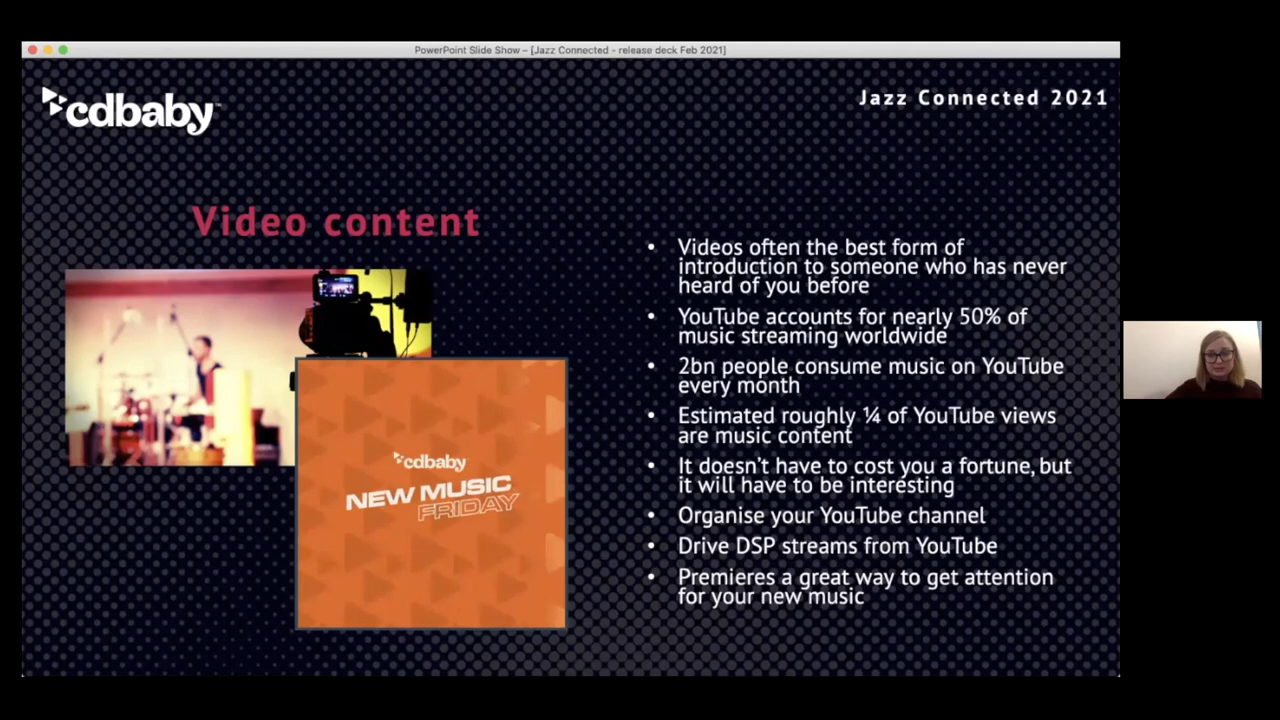 PowerPoint Slide Show – [Jazz Connected - release deck Feb 2021]
cdbaby™
Jazz Connected 2021
Video content
• Videos often the best form of
introduction to someone who has never
heard of you before
• YouTube accounts for nearly 50% of
music streaming worldwide
• 2bn people consume music on YouTube
every month
• Estimated roughly ¼ of YouTube views
are music content
• It doesn't have to cost you a fortune, but
it will have to be interesting
• Organise your YouTube channel
• Drive DSP streams from YouTube
• Premieres a great way to get attention
for your new music
cdbaby
NEW MUSIC
FRIDAY